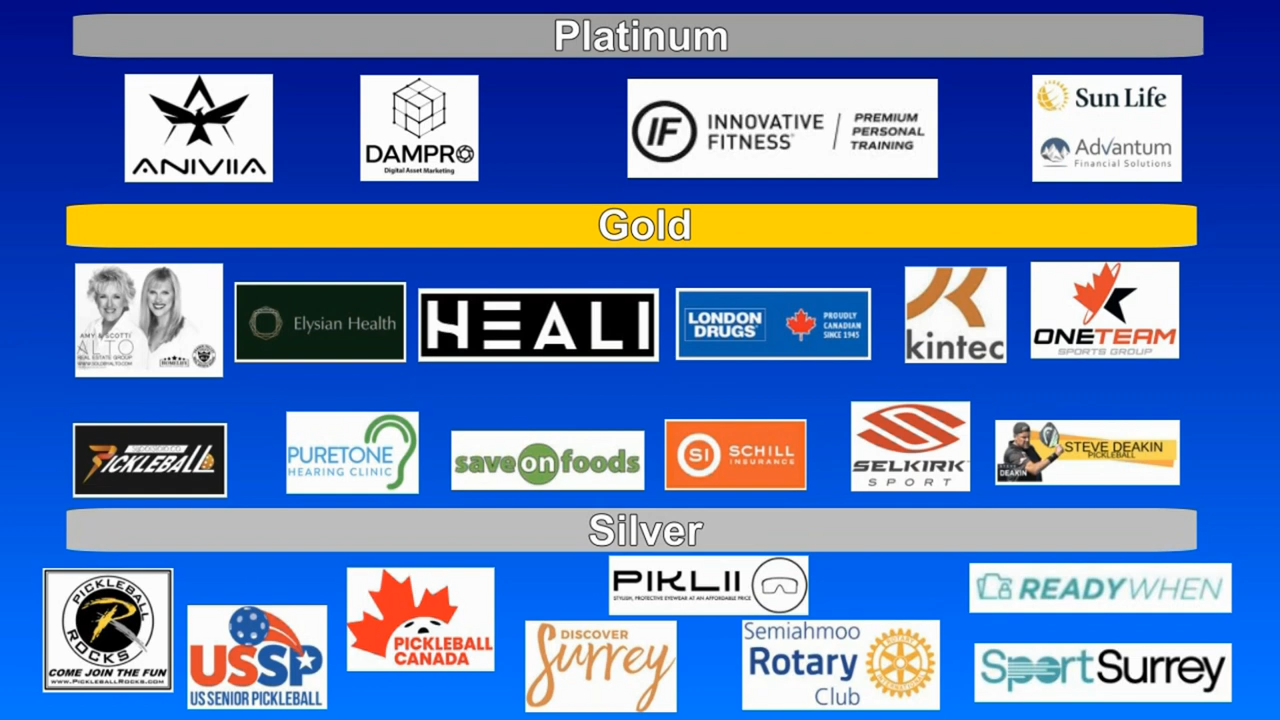 Platinum
ANIVIIA
DAMPRO
Digital Asset Marketing
IF
INNOVATIVE
FITNESS
PREMIUM
PERSONAL
TRAINING
Sun Life
Advantum
Financial Solutions
Gold
AMY & SCOTTI
ALTO
REAL ESTATE GROUP
Elysian Health
HEALI
LONDON
DRUGS
PROUDLY
CANADIAN
SINCE 1945
kintec
ONETEAM
SPORTS GROUP
PICKLEBALL
PURETONE
HEARING CLINIC
save on foods
SI
SCHILL
INSURANCE
SELKIRK
SPORT
STEVE DEAKIN
PICKLEBALL
DEAKIN
Silver
PICKLEBALL
ROCKS
COME JOIN THE FUN
www.PickleballRocks.com
USSP
US SENIOR PICKLEBALL
PICKLEBALL
CANADA
PIKLII
STYLISH, PROTECTIVE EYEWEAR AT AN AFFORDABLE PRICE
DISCOVER
Surrey
Semiahmoo
Rotary
Club
ROTARY
INTERNATIONAL
READYWHEN
SportSurrey